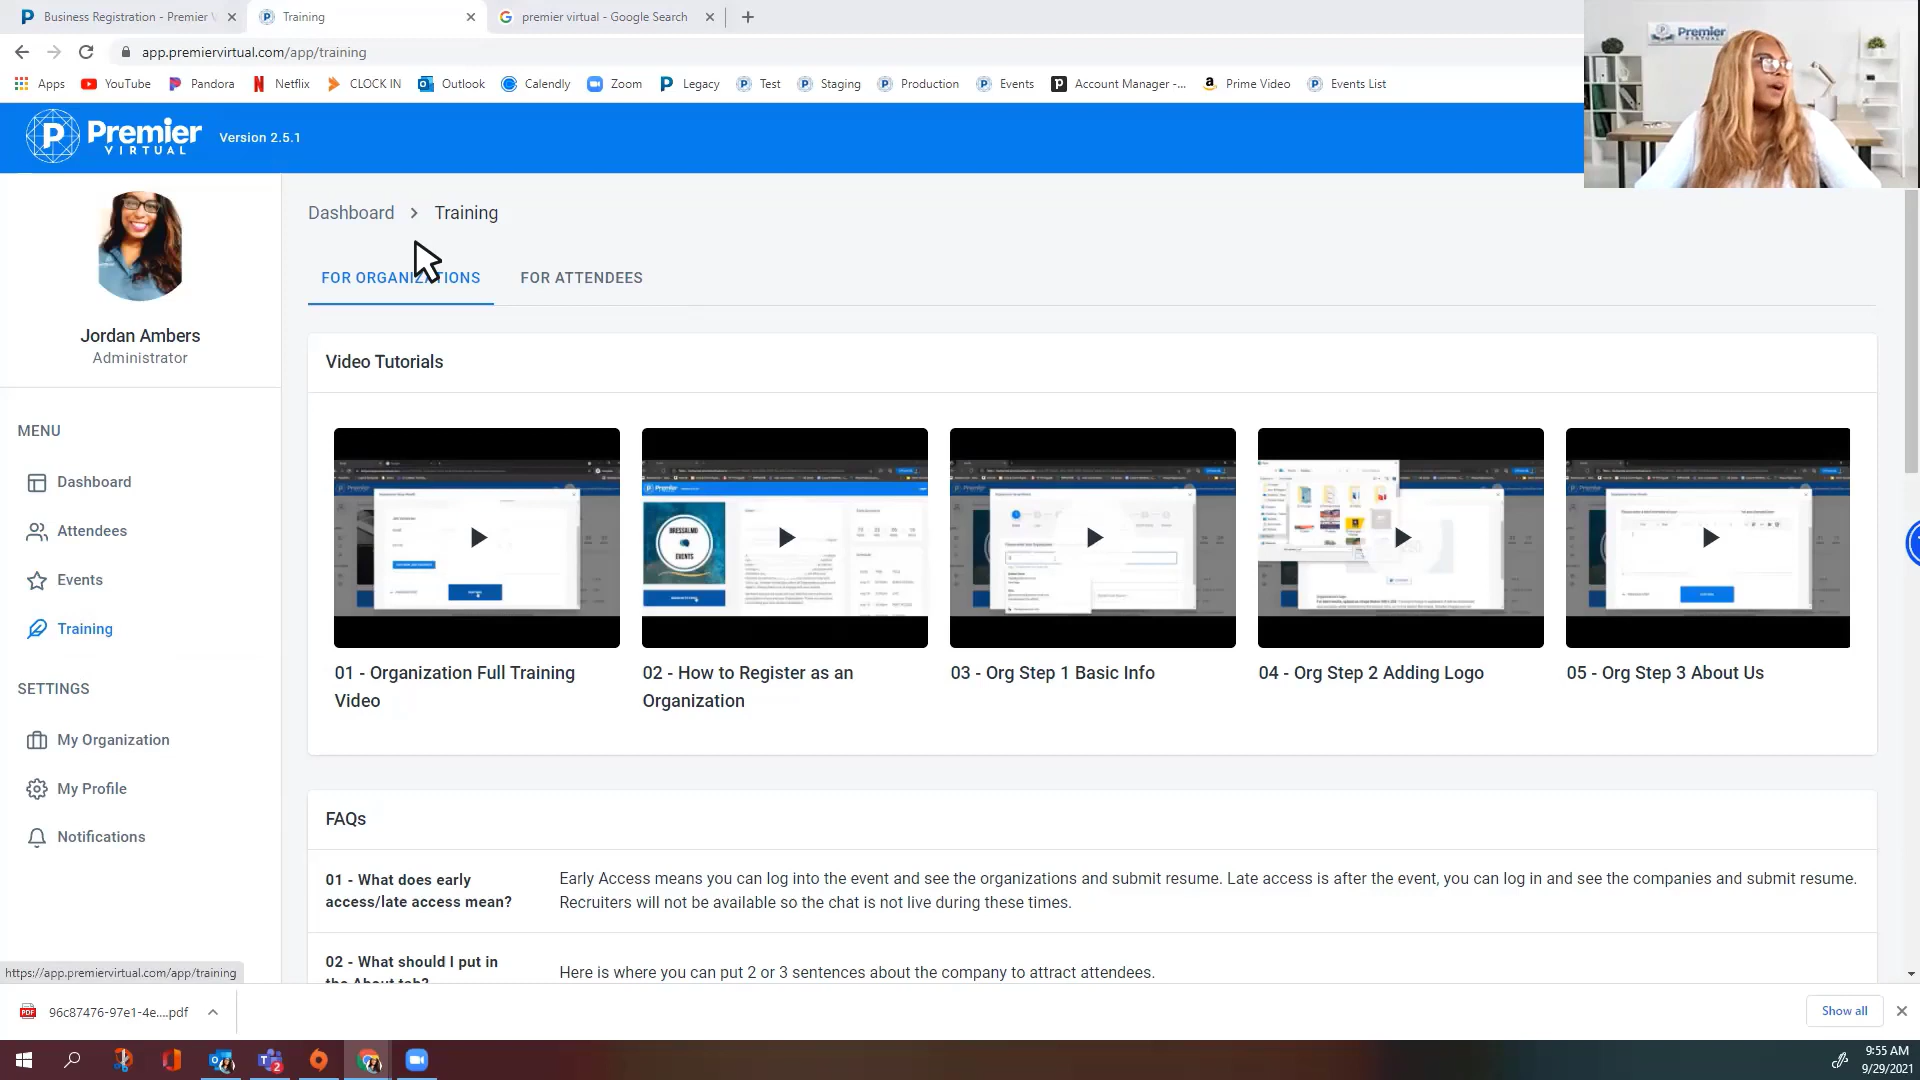 Business Registration - Premier V
Training
premier virtual - Google Search
app.premiervirtual.com/app/training
Apps
YouTube
Pandora
Netflix
CLOCK IN
Outlook
Calendly
Zoom
Legacy
Test
Staging
Production
Events
Account Manager -...
Prime Video
Events List
Premier
VIRTUAL
Version 2.5.1
Premier
Dashboard > Training
FOR ORGANIZATIONS
FOR ATTENDEES
Jordan Ambers
Administrator
MENU
Dashboard
Attendees
Events
Training
SETTINGS
My Organization
My Profile
Notifications
Video Tutorials
BRESSALMO
EVENTS
01 - Organization Full Training
Video
02 - How to Register as an
Organization
03 - Org Step 1 Basic Info
04 - Org Step 2 Adding Logo
05 - Org Step 3 About Us
FAQs
01 - What does early
access/late access mean?
Early Access means you can log into the event and see the organizations and submit resume. Late access is after the event, you can log in and see the companies and submit resume.
Recruiters will not be available so the chat is not live during these times.
02 - What should I put in
the About tab?
Here is where you can put 2 or 3 sentences about the company to attract attendees.
https://app.premiervirtual.com/app/training
96c87476-97e1-4e....pdf
Show all
9:55 AM
9/29/2021